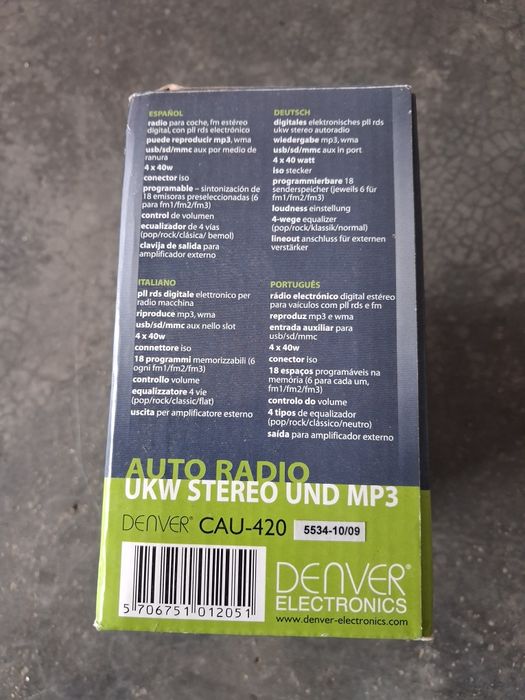 ESPAÑOL
radio para coche, fm estéreo
digital, con pll rds electrónico
puede reproducir mp3, wma
usb/sd/mmc aux por medio de
ranura
4 x 40w
conector iso
programable – sintonización de
18 emisoras preseleccionadas (6
para fm1/fm2/fm3)
control de volumen
ecualizador de 4 vías
(pop/rock/clásica/ bemol)
clavija de salida para
amplificador externo
DEUTSCH
digitales elektronisches pll rds
ukw stereo autoradio
wiedergabe mp3, wma
usb/sd/mmc aux in port
4 x 40 watt
iso stecker
programmierbare 18
senderspeicher (jeweils 6 für
fm1/fm2/fm3)
loudness einstellung
4-wege equalizer
(pop/rock/klassik/normal)
lineout anschluss für externen
verstärker
ITALIANO
pll rds digitale elettronico per
radio macchina
riproduce mp3, wma
usb/sd/mmc aux nello slot
4 x 40w
connettore iso
18 programmi memorizzabili (6
ogni fm1/fm2/fm3)
controllo volume
equalizzatore 4 vie
(pop/rock/classic/flat)
uscita per amplificatore esterno
PORTUGUÊS
rádio electrónico digital estéreo
para vaículos com pll rds e fm
reproduz mp3 e wma
entrada auxiliar para
usb/sd/mmc
4 x 40w
conector iso
18 espaços programáveis na
memória (6 para cada um,
fm1/fm2/fm3)
controlo do volume
4 tipos de equalizador
(pop/rock/clássico/neutro)
saída para amplificador externo
AUTO RADIO
UKW STEREO UND MP3
DENVER® CAU-420 5534-10/09
5 706751 012051
DENVER®
ELECTRONICS
www.denver-electronics.com